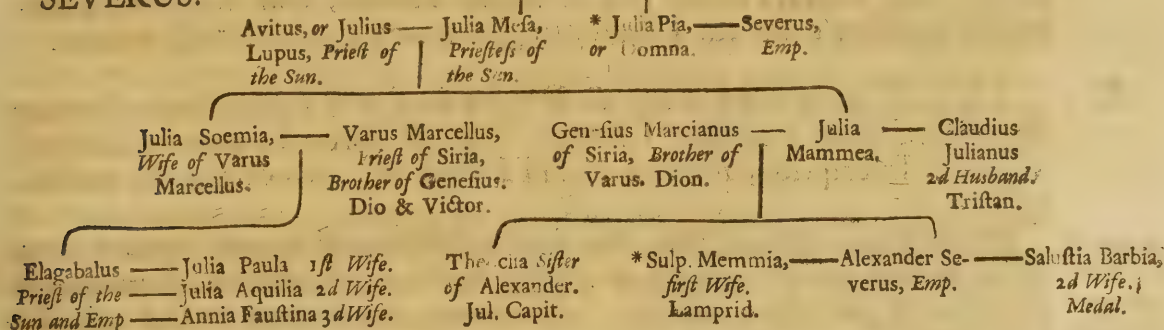 SEVERUS.
Avitus, or Julius — Julia Mesa, * Julia Pia, — Severus,
Lupus, Priest of Priestess of or Domna. Emp.
the Sun. the Sun.
Julia Soemia, — Varus Marcellus, Genesius Marcianus — Julia — Claudius
Wife of Varus Priest of Siria, of Siria, Brother of Mammea. Julianus
Marcellus. Brother of Genesius. Varus. Dion. 2d Husband.
Dio & Victor. Tristan.
Elagabalus — Julia Paula 1st Wife. Sister * Sulp. Memmia, — Alexander Se- — Salustia Barbia,
Priest of the — Julia Aquilia 2d Wife. of Alexander. first Wife. verus, Emp. 2d Wife.
Sun and Emp — Annia Faustina 3d Wife. Jul. Capit. Lamprid. Medal.